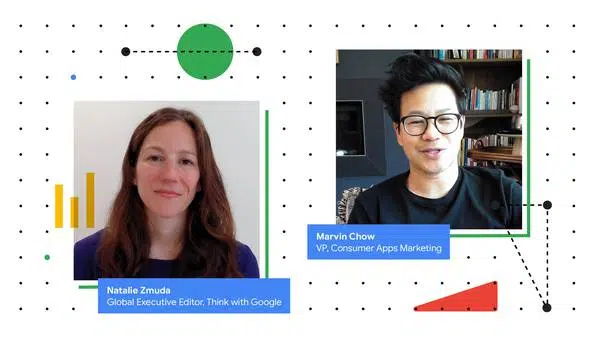 Marvin Chow
VP, Consumer Apps Marketing
Natalie Zmuda
Global Executive Editor, Think with Google